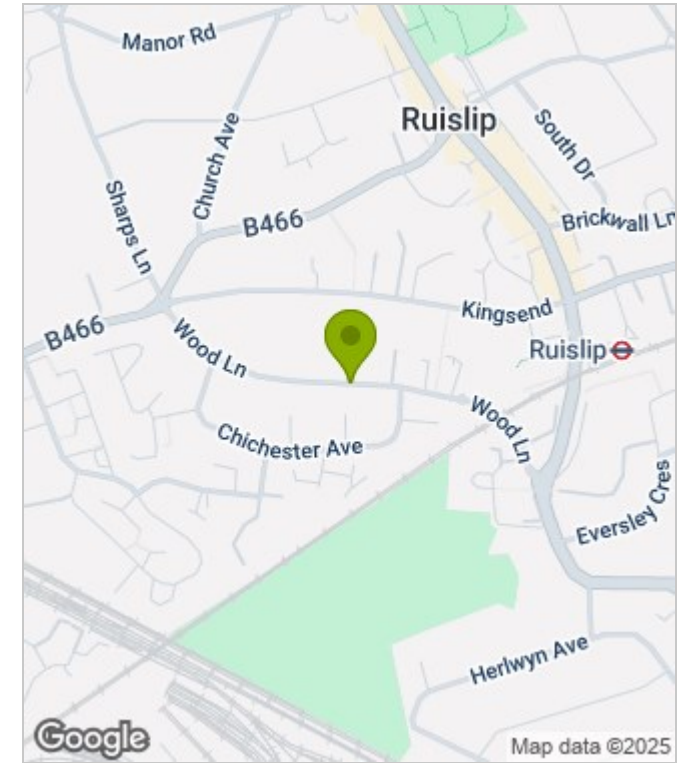 Manor Rd
Ruislip
South Dr
Church Ave
Sharps Ln
B466
Brickwall Ln
Kingsend
B466
Wood Ln
Ruislip
Wood Ln
Chichester Ave
Eversley Cres
Herlwyn Ave
Google
Map data ©2025